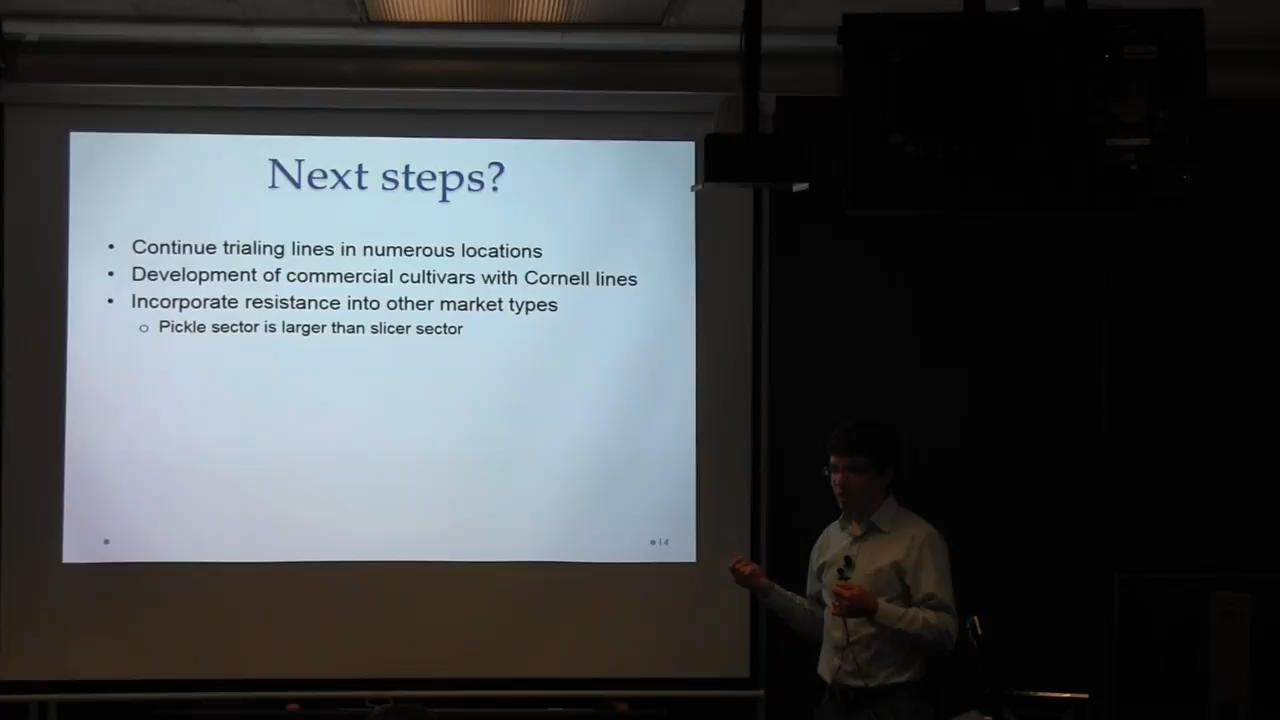 Next steps?
• Continue trialing lines in numerous locations
• Development of commercial cultivars with Cornell lines
• Incorporate resistance into other market types
o Pickle sector is larger than slicer sector
14